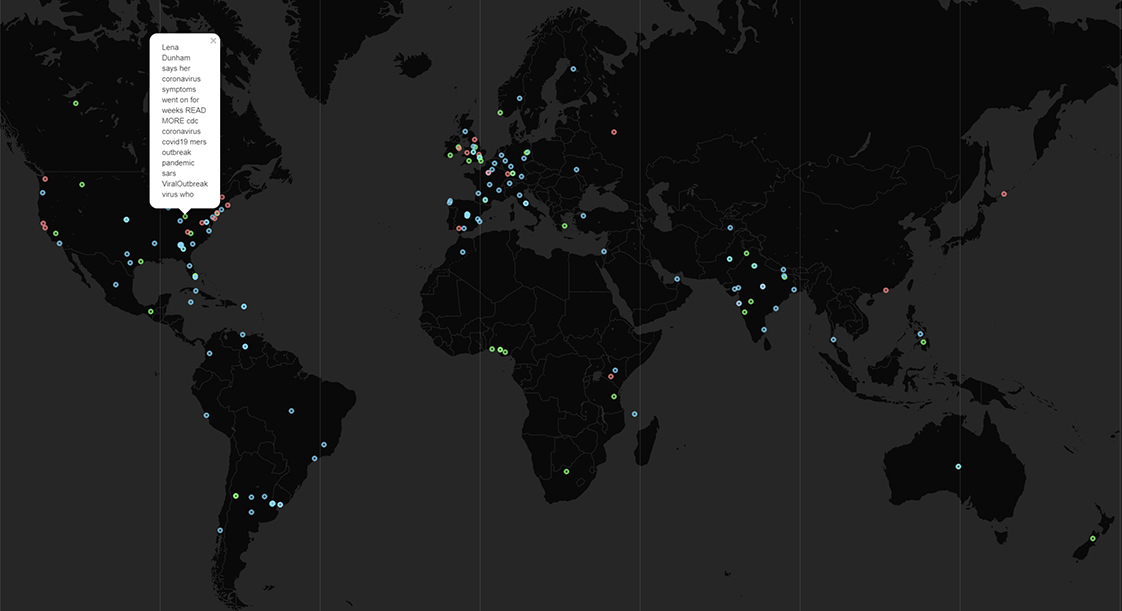 ×
Lena
Dunham
says her
coronavirus
symptoms
went on for
weeks READ
MORE cdc
coronavirus
covid19 mers
outbreak
pandemic
sars
ViralOutbreak
virus who